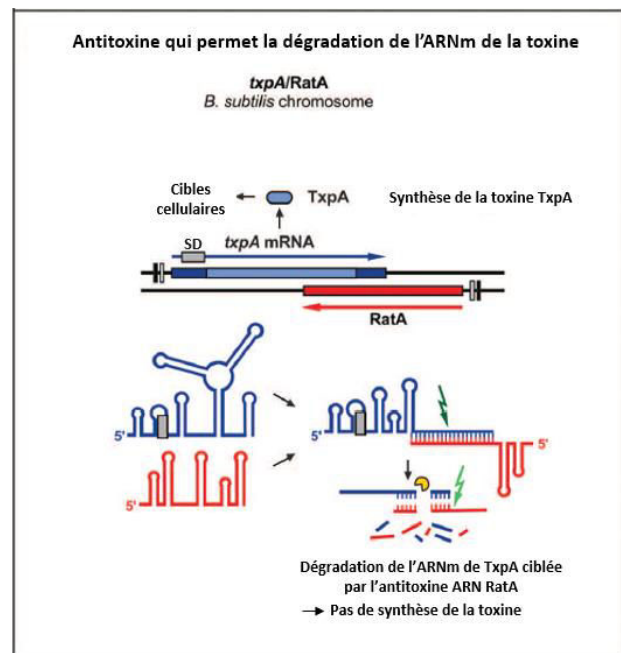 Antitoxine qui permet la dégradation de l'ARNm de la toxine
txpA/RatA
B. subtilis chromosome
Cibles
cellulaires
TxpA
Synthèse de la toxine TxpA
SD
txpA mRNA
RatA
5'
5'
5'
5'
Dégradation de l'ARNm de TxpA ciblée
par l'antitoxine ARN RatA
→ Pas de synthèse de la toxine